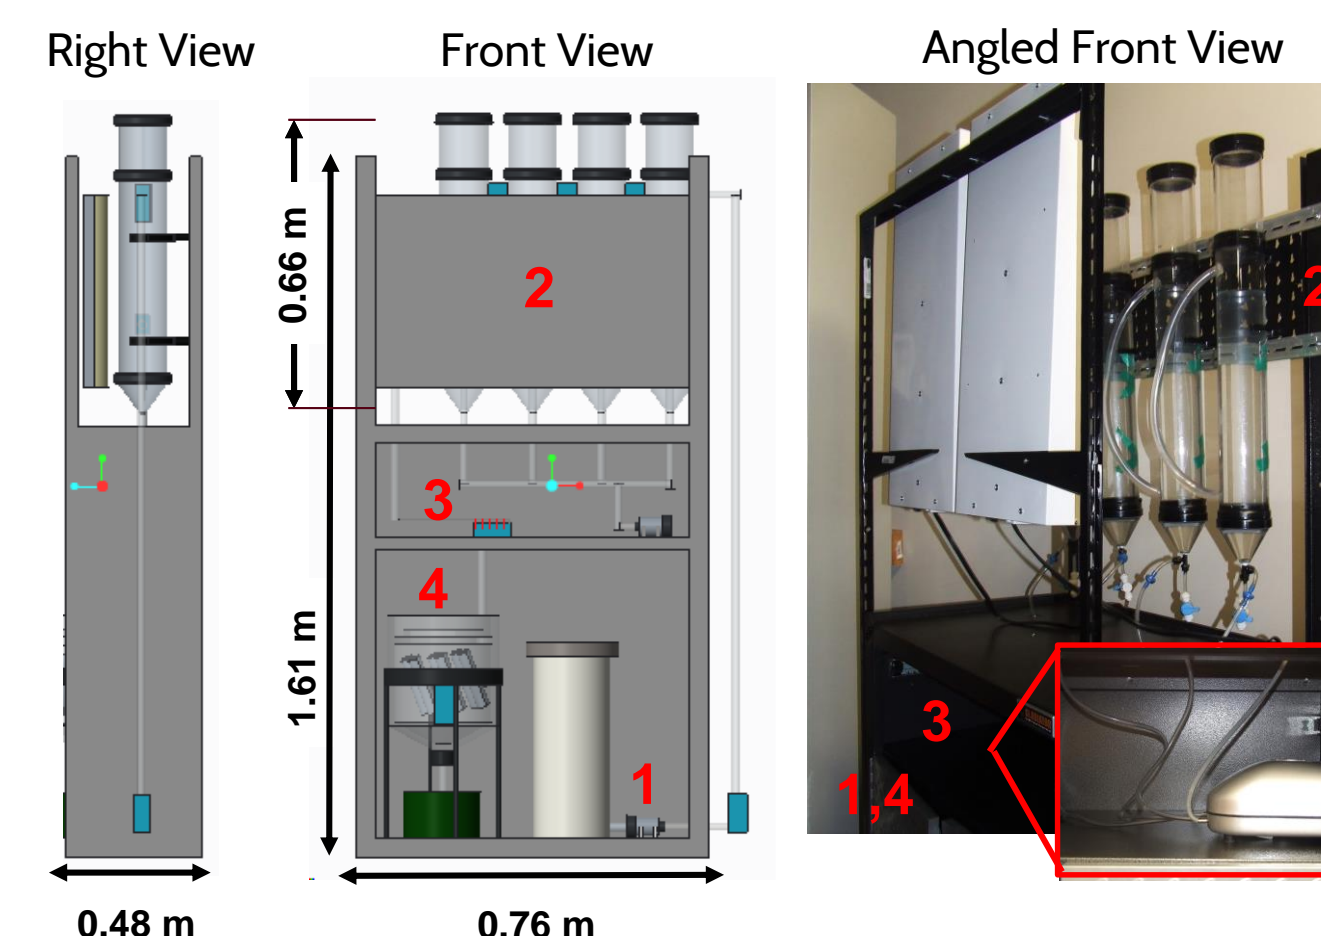 Right View
Front View
Angled Front View
0.66 m
1.61 m
2
3
4
1
2
3
1,4
0.48 m
0.76 m